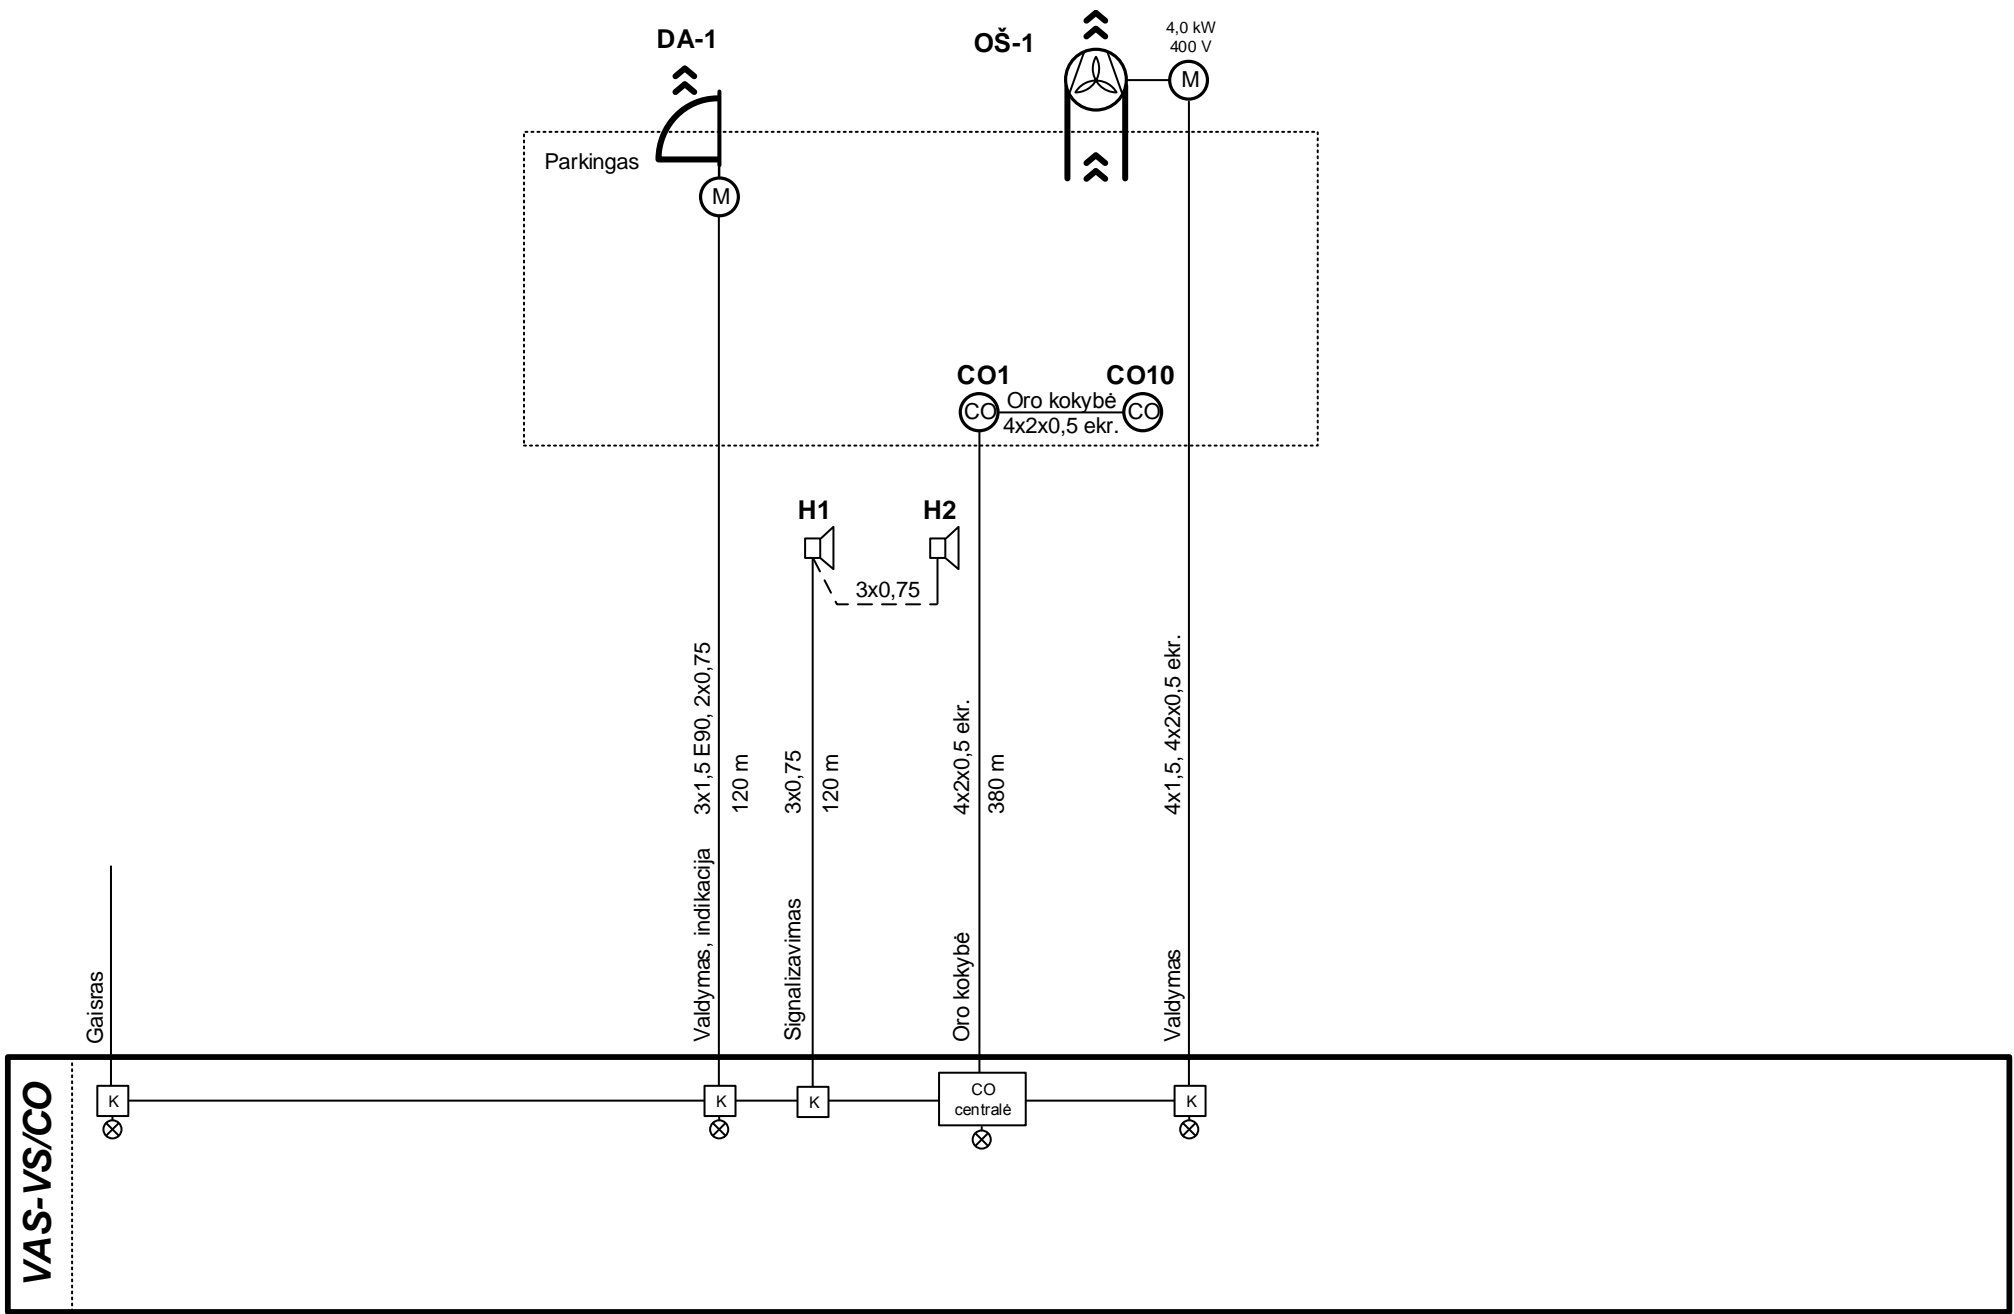 DA-1
OŠ-1
4,0 kW
400 V
M
Parkingas
M
CO1
CO10
CO
Oro kokybė
4x2x0,5 ekr.
CO
H1
H2
3x0,75
Gaisras
Valdymas, indikacija
3x1,5 E90, 2x0,75
120 m
Signalizavimas
3x0,75
120 m
Oro kokybė
4x2x0,5 ekr.
380 m
Valdymas
4x1,5, 4x2x0,5 ekr.
VAS-VS/CO
K
K
K
CO
centralė
K